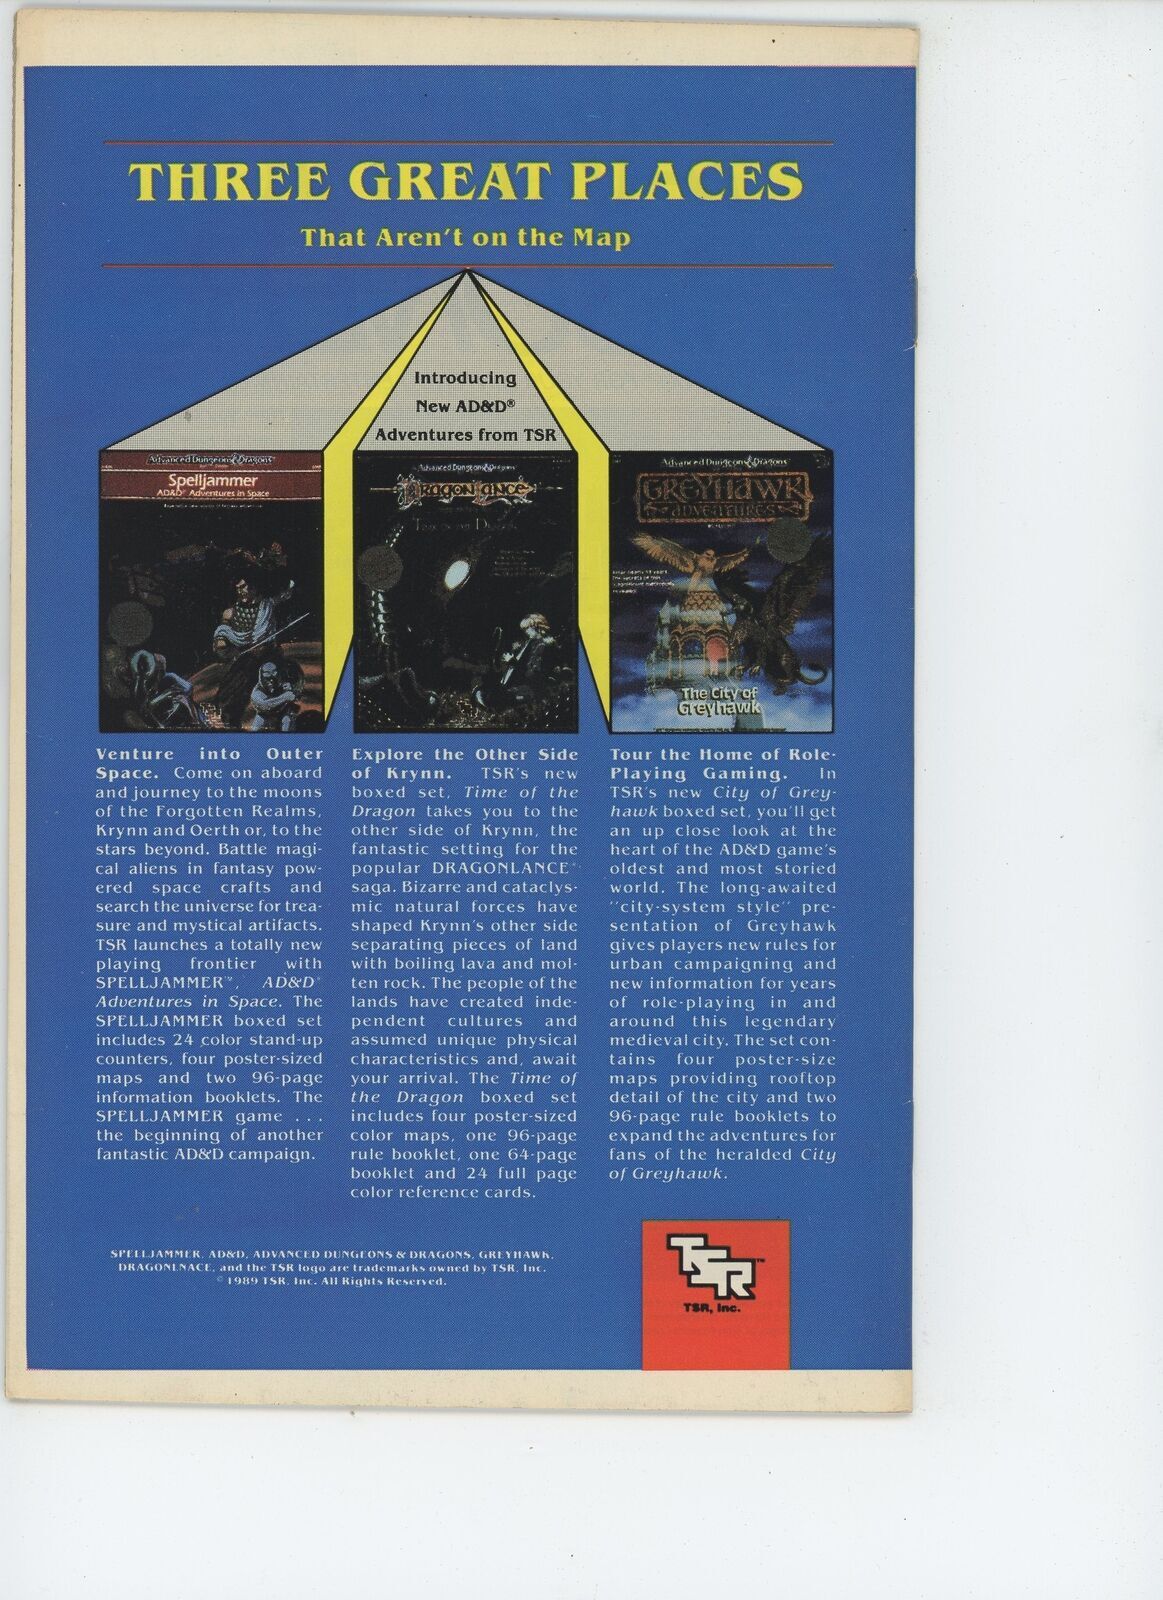 THREE GREAT PLACES
That Aren't on the Map
Introducing
New AD&D®
Adventures from TSR
Advanced Dungeons & Dragons
Spelljammer
AD&D® Adventures in Space
Advanced Dungeons & Dragons
DragonLance
Time of the Dragon
Advanced Dungeons & Dragons
GREYHAWK
ADVENTURES
The City of
Greyhawk
Venture into Outer
Space. Come on aboard
and journey to the moons
of the Forgotten Realms,
Krynn and Oerth or, to the
stars beyond. Battle magi-
cal aliens in fantasy pow-
ered space crafts and
search the universe for trea-
sure and mystical artifacts.
TSR launches a totally new
playing frontier with
SPELLJAMMER™, AD&D®
Adventures in Space. The
SPELLJAMMER boxed set
includes 24 color stand-up
counters, four poster-sized
maps and two 96-page
information booklets. The
SPELLJAMMER game . . .
the beginning of another
fantastic AD&D campaign.
Explore the Other Side
of Krynn. TSR's new
boxed set, Time of the
Dragon takes you to the
other side of Krynn, the
fantastic setting for the
popular DRAGONLANCE®
saga. Bizarre and cataclys-
mic natural forces have
shaped Krynn's other side
separating pieces of land
with boiling lava and mol-
ten rock. The people of the
lands have created inde-
pendent cultures and
assumed unique physical
characteristics and, await
your arrival. The Time of
the Dragon boxed set
includes four poster-sized
color maps, one 96-page
rule booklet, one 64-page
booklet and 24 full page
color reference cards.
Tour the Home of Role-
Playing Gaming. In
TSR's new City of Grey-
hawk boxed set, you'll get
an up close look at the
heart of the AD&D game's
oldest and most storied
world. The long-awaited
"city-system style" pre-
sentation of Greyhawk
gives players new rules for
urban campaigning and
new information for years
of role-playing in and
around this legendary
medieval city. The set con-
tains four poster-size
maps providing rooftop
detail of the city and two
96-page rule booklets to
expand the adventures for
fans of the heralded City
of Greyhawk.
SPELLJAMMER, AD&D, ADVANCED DUNGEONS & DRAGONS, GREYHAWK,
DRAGONLNACE, and the TSR logo are trademarks owned by TSR, Inc.
© 1989 TSR, Inc. All Rights Reserved.
TSR™
TSR, Inc.